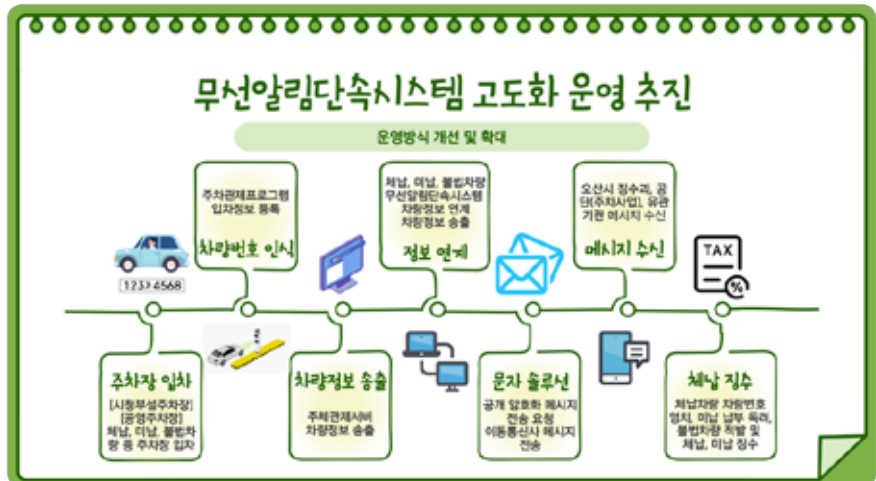 무선알림단속시스템 고도화 운영 추진
운영방식 개선 및 확대
주차관제프로그램
입차정보 등록
차량번호 인식
체납, 미납, 불법차량
무선알림단속시스템
차량정보 연계
차량정보 송출
정보 연계
오산시 징수과, 공
단(주차사업), 유관
기관 메시지 수신
메시지 수신
TAX
%
주차장 입차
[시청부설주차장]
[공영주차장]
체납, 미납, 불법차
량 등 주차장 입차
차량정보 송출
주차관제서버
차량정보 송출
문자 솔루션
공개 암호화 메시지
전송 요청
이동통신사 메시지
전송
체납 징수
체납차량 차량번호
영치, 미납 납부 독려,
불법차량 적발 및
체납, 미납 징수